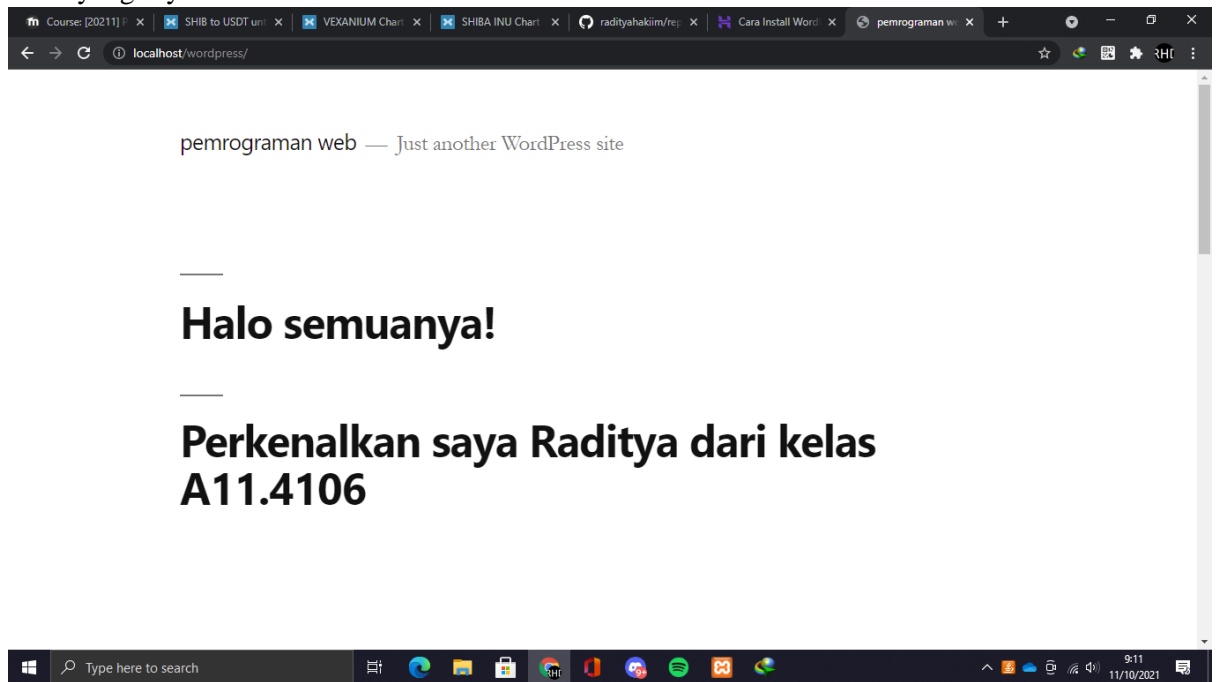 Course: [20211] P
SHIB to USDT unt
VEXANIUM Chart
SHIBA INU Chart
radityahakiim/rep
Cara Install Word
pemrograman w
localhost/wordpress/
pemrograman web — Just another WordPress site
Halo semuanya!
Perkenalkan saya Raditya dari kelas
A11.4106
Type here to search
9:11
11/10/2021